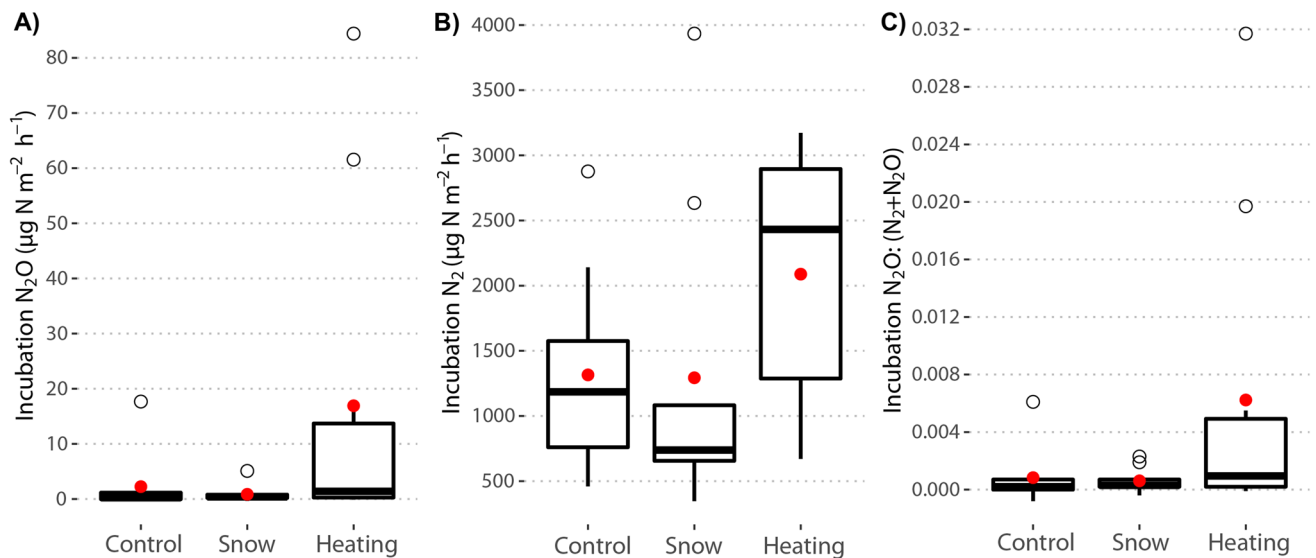 A)
Incubation N₂O (µg N m⁻² h⁻¹)
80
70
60
50
40
30
20
10
0
Control Snow Heating
B)
Incubation N₂ (µg N m⁻² h⁻¹)
4000
3500
3000
2500
2000
1500
1000
500
Control Snow Heating
C)
Incubation N₂O: (N₂+N₂O)
0.032
0.028
0.024
0.020
0.016
0.012
0.008
0.004
0.000
Control Snow Heating